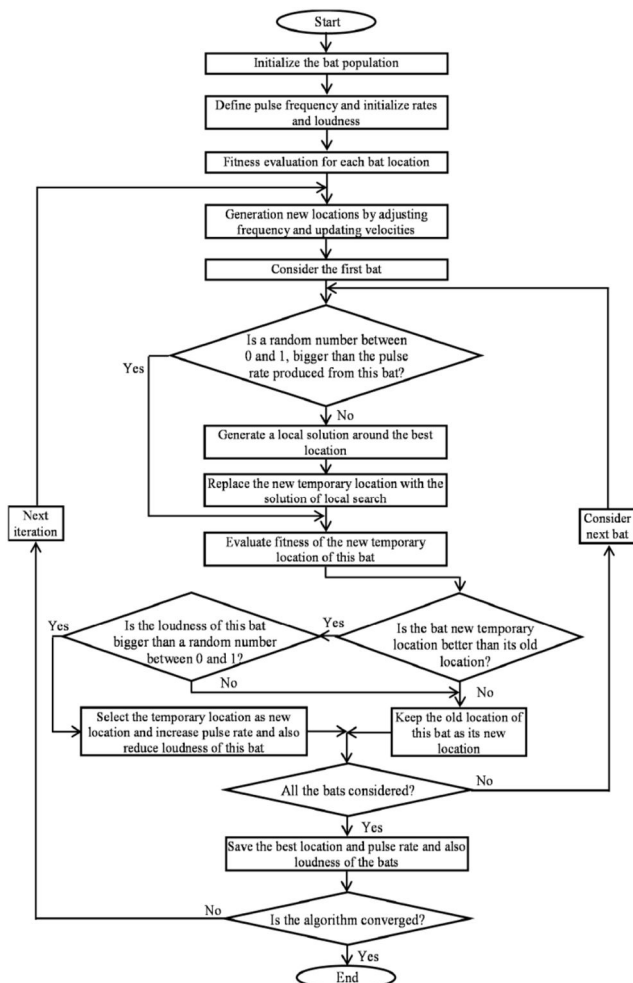 Start
Initialize the bat population
Define pulse frequency and initialize rates
and loudness
Fitness evaluation for each bat location
Generation new locations by adjusting
frequency and updating velocities
Consider the first bat
Is a random number between
0 and 1, bigger than the pulse
rate produced from this bat?
Yes
No
Generate a local solution around the best
location
Replace the new temporary location with the
solution of local search
Next
iteration
Consider
next bat
Evaluate fitness of the new temporary
location of this bat
Yes
Is the loudness of this bat
bigger than a random number
between 0 and 1?
Yes
Is the bat new temporary
location better than its old
location?
No
No
Select the temporary location as new
location and increase pulse rate and also
reduce loudness of this bat
Keep the old location of
this bat as its new
location
All the bats considered?
No
Yes
Save the best location and pulse rate and also
loudness of the bats
No
Is the algorithm converged?
Yes
End